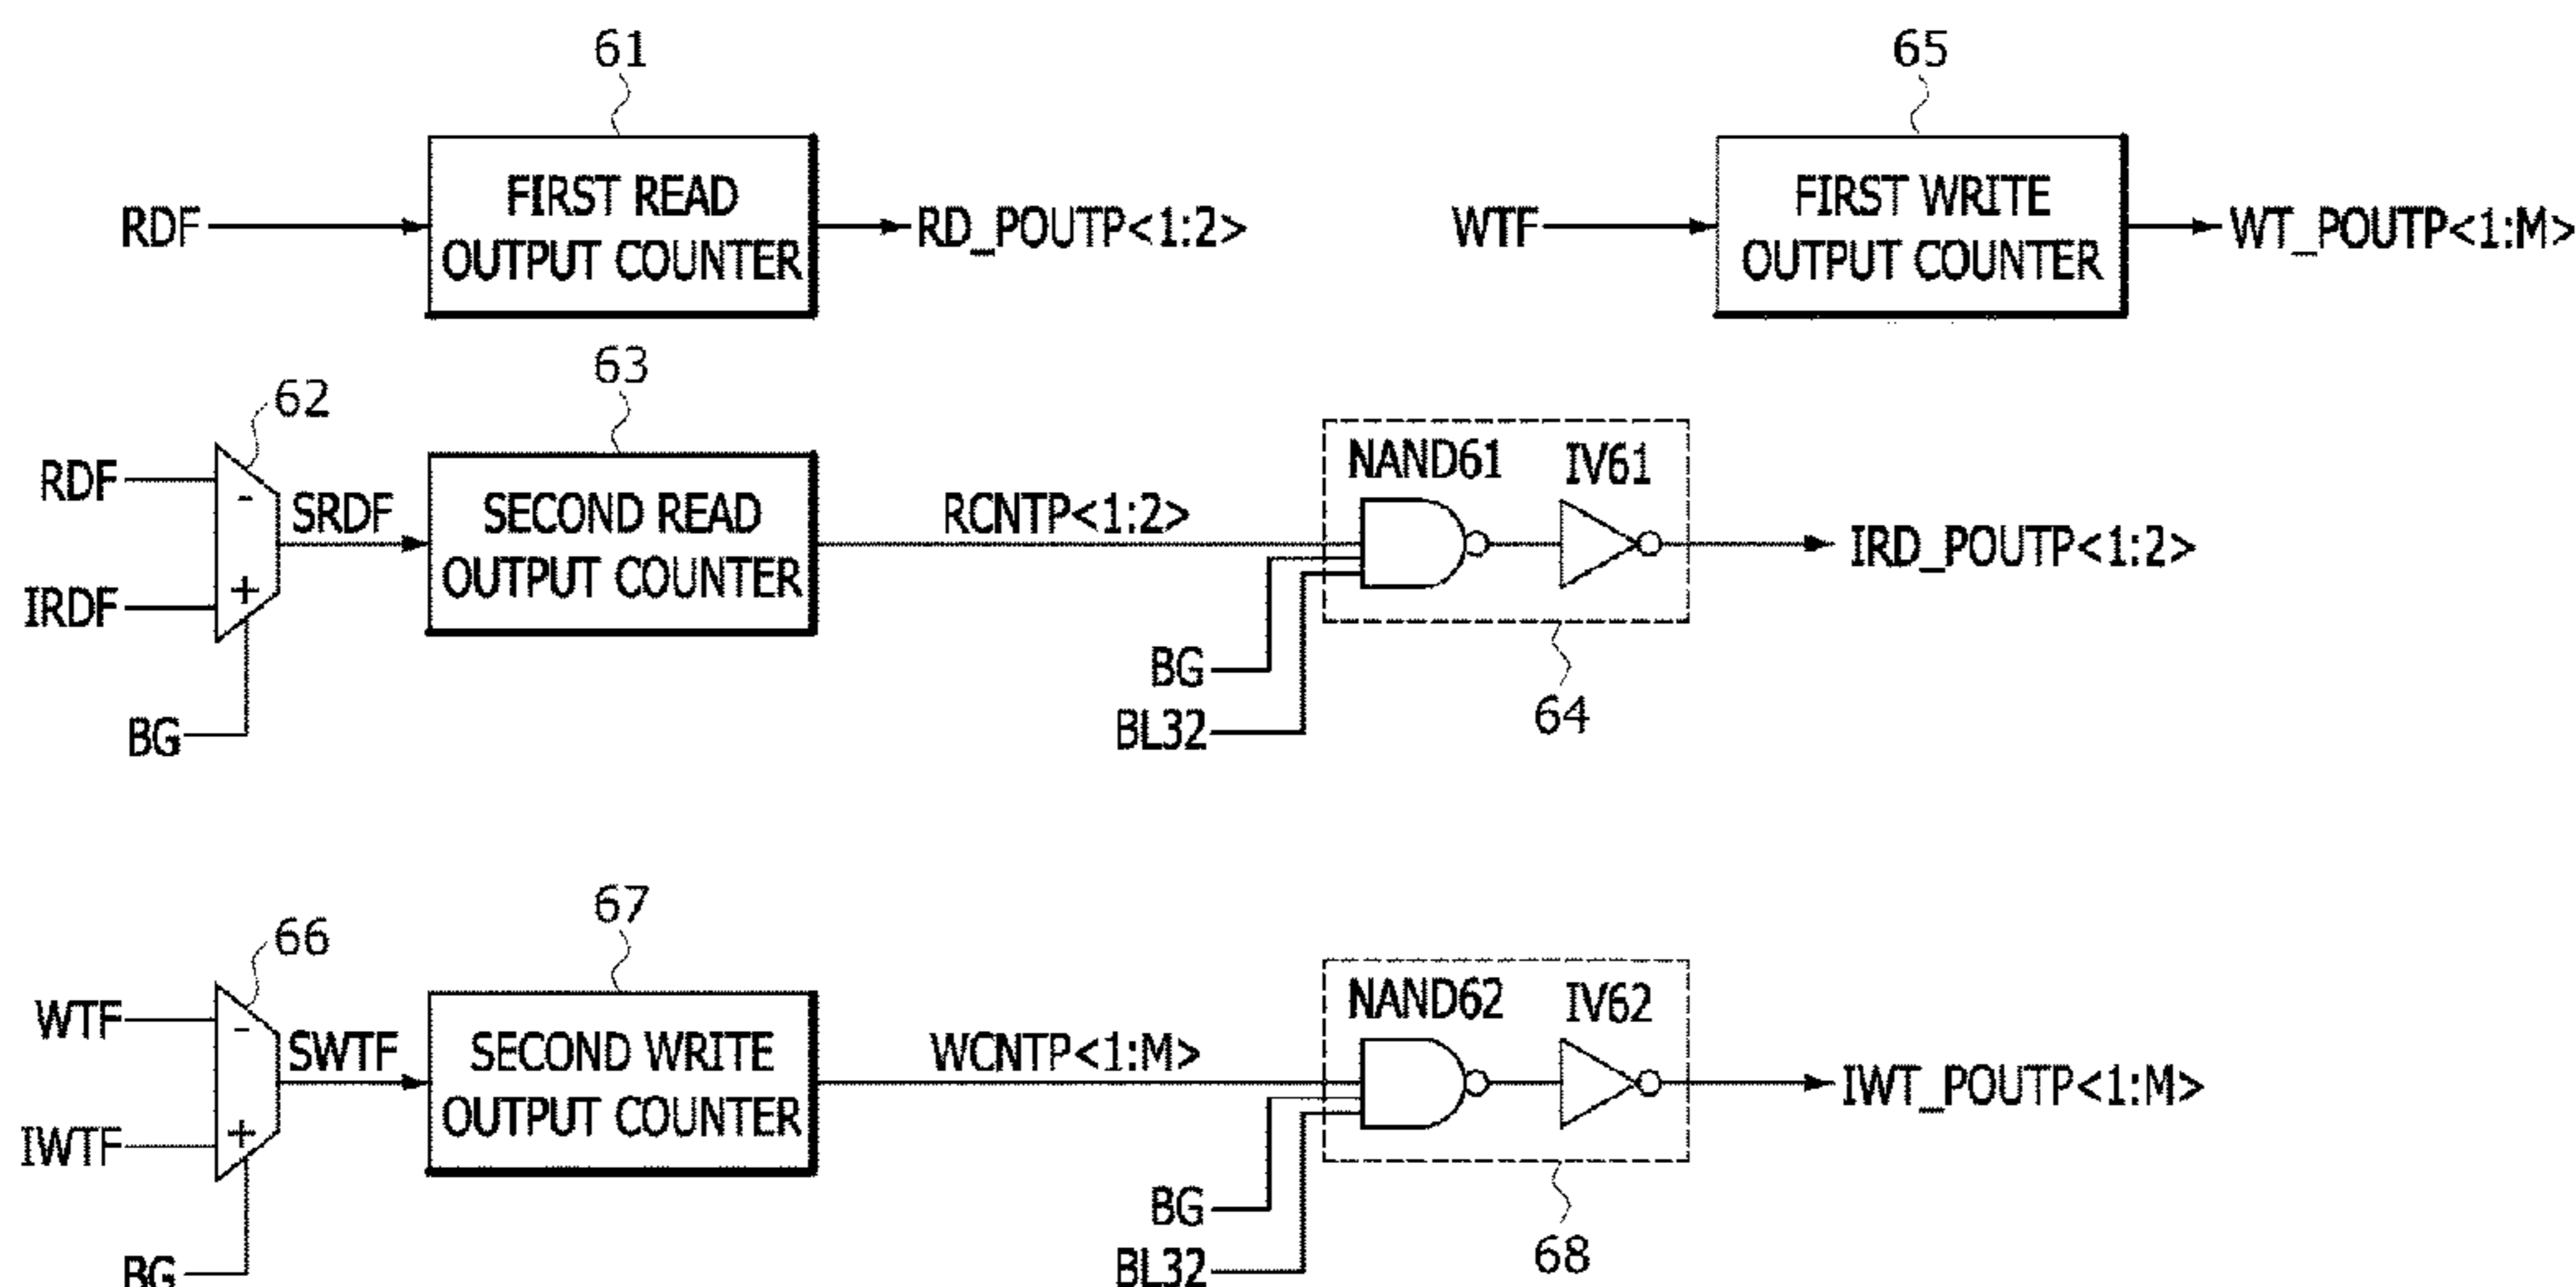 61
65
RDF
FIRST READ
OUTPUT COUNTER
RD_POUTP<1:2>
WTF
FIRST WRITE
OUTPUT COUNTER
WT_POUTP<1:M>
62
63
RDF
-
IRDF
+
BG
SRDF
SECOND READ
OUTPUT COUNTER
RCNTP<1:2>
NAND61
IV61
IRD_POUTP<1:2>
BG
BL32
64
66
67
WTF
-
IWTF
+
BG
SWTF
SECOND WRITE
OUTPUT COUNTER
WCNTP<1:M>
NAND62
IV62
IWT_POUTP<1:M>
BG
BL32
68